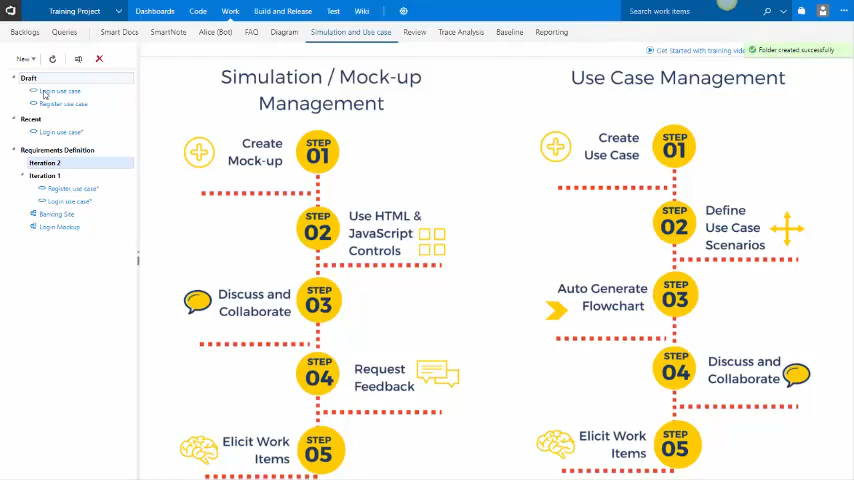 Training Project
Dashboards Code Work Build and Release Test Wiki
Search work items
Backlogs Queries Smart Docs SmartNote Alice (Bot) FAQ Diagram Simulation and Use case Review Trace Analysis Baseline Reporting
New
Get Started with training vide
Folder created successfully
Draft
Login use case
Register use case
Recent
Login use case*
Requirements Definition
Iteration 2
Iteration 1
Register use case*
Login use case*
Banking Site
Login Mockup
Simulation / Mock-up
Management
Create
Mock-up
STEP
01
STEP
02
Use HTML &
JavaScript
Controls
Discuss and
Collaborate
STEP
03
STEP
04
Request
Feedback
Elicit Work
Items
STEP
05
Use Case Management
Create
Use Case
STEP
01
STEP
02
Define
Use Case
Scenarios
Auto Generate
Flowchart
STEP
03
STEP
04
Discuss and
Collaborate
Elicit Work
Items
STEP
05